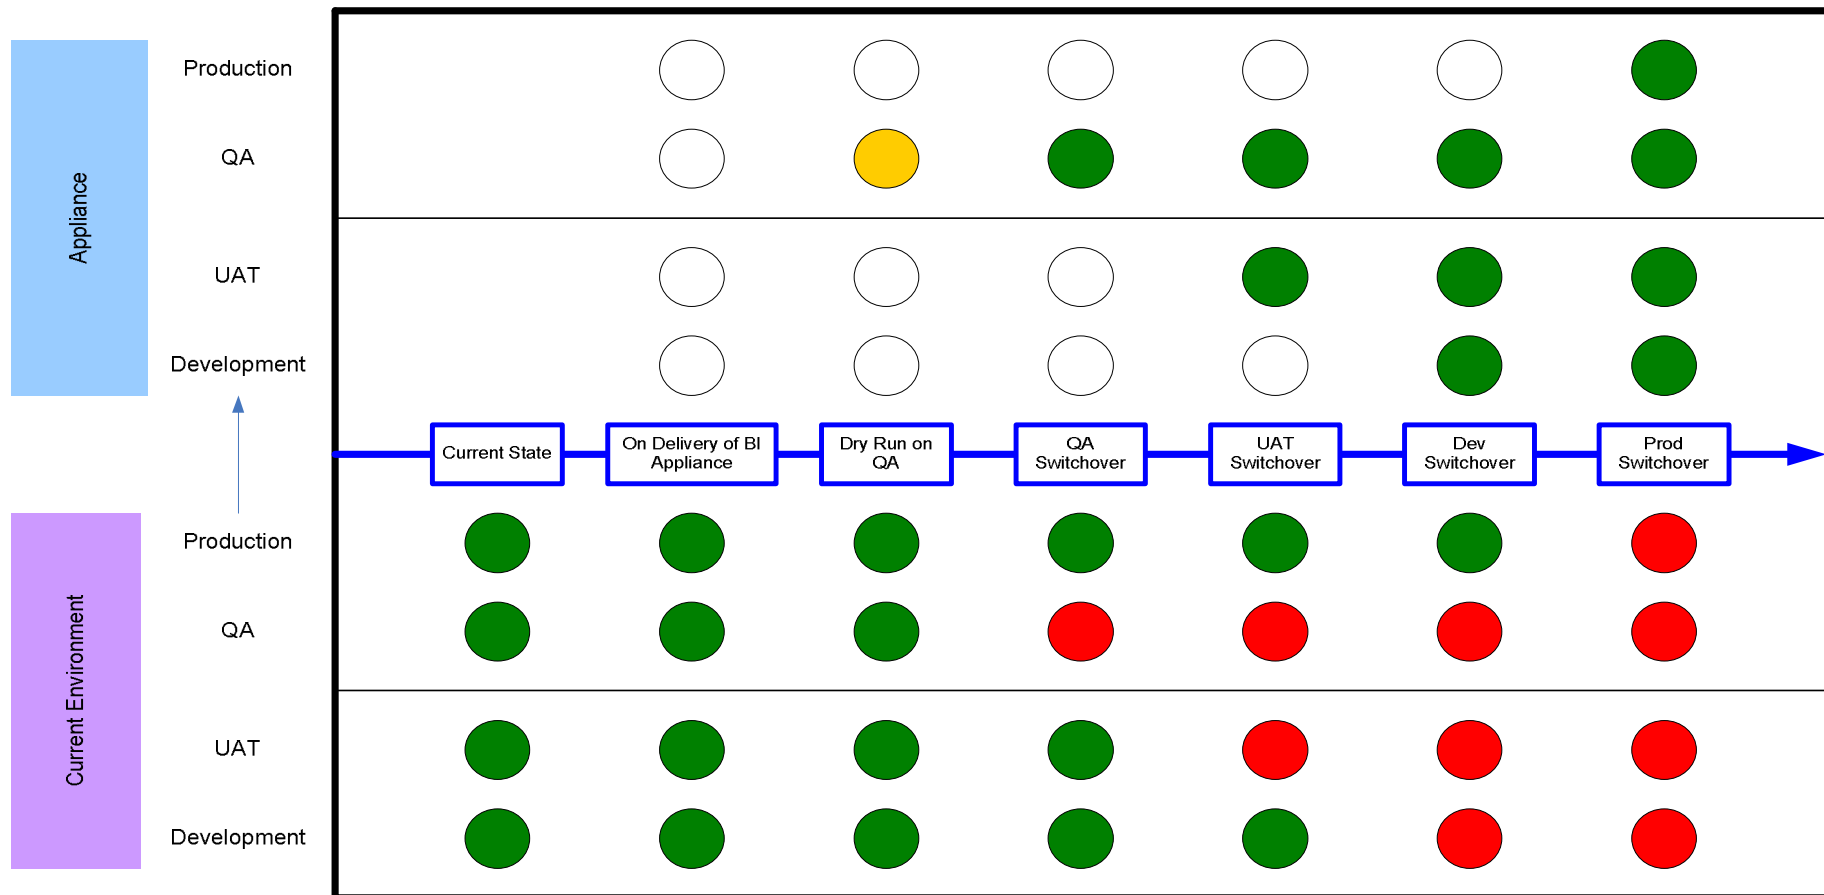 Appliance
Production
QA
UAT
Development
Current State
On Delivery of BI
Appliance
Dry Run on
QA
QA
Switchover
UAT
Switchover
Dev
Switchover
Prod
Switchover
Current Environment
Production
QA
UAT
Development